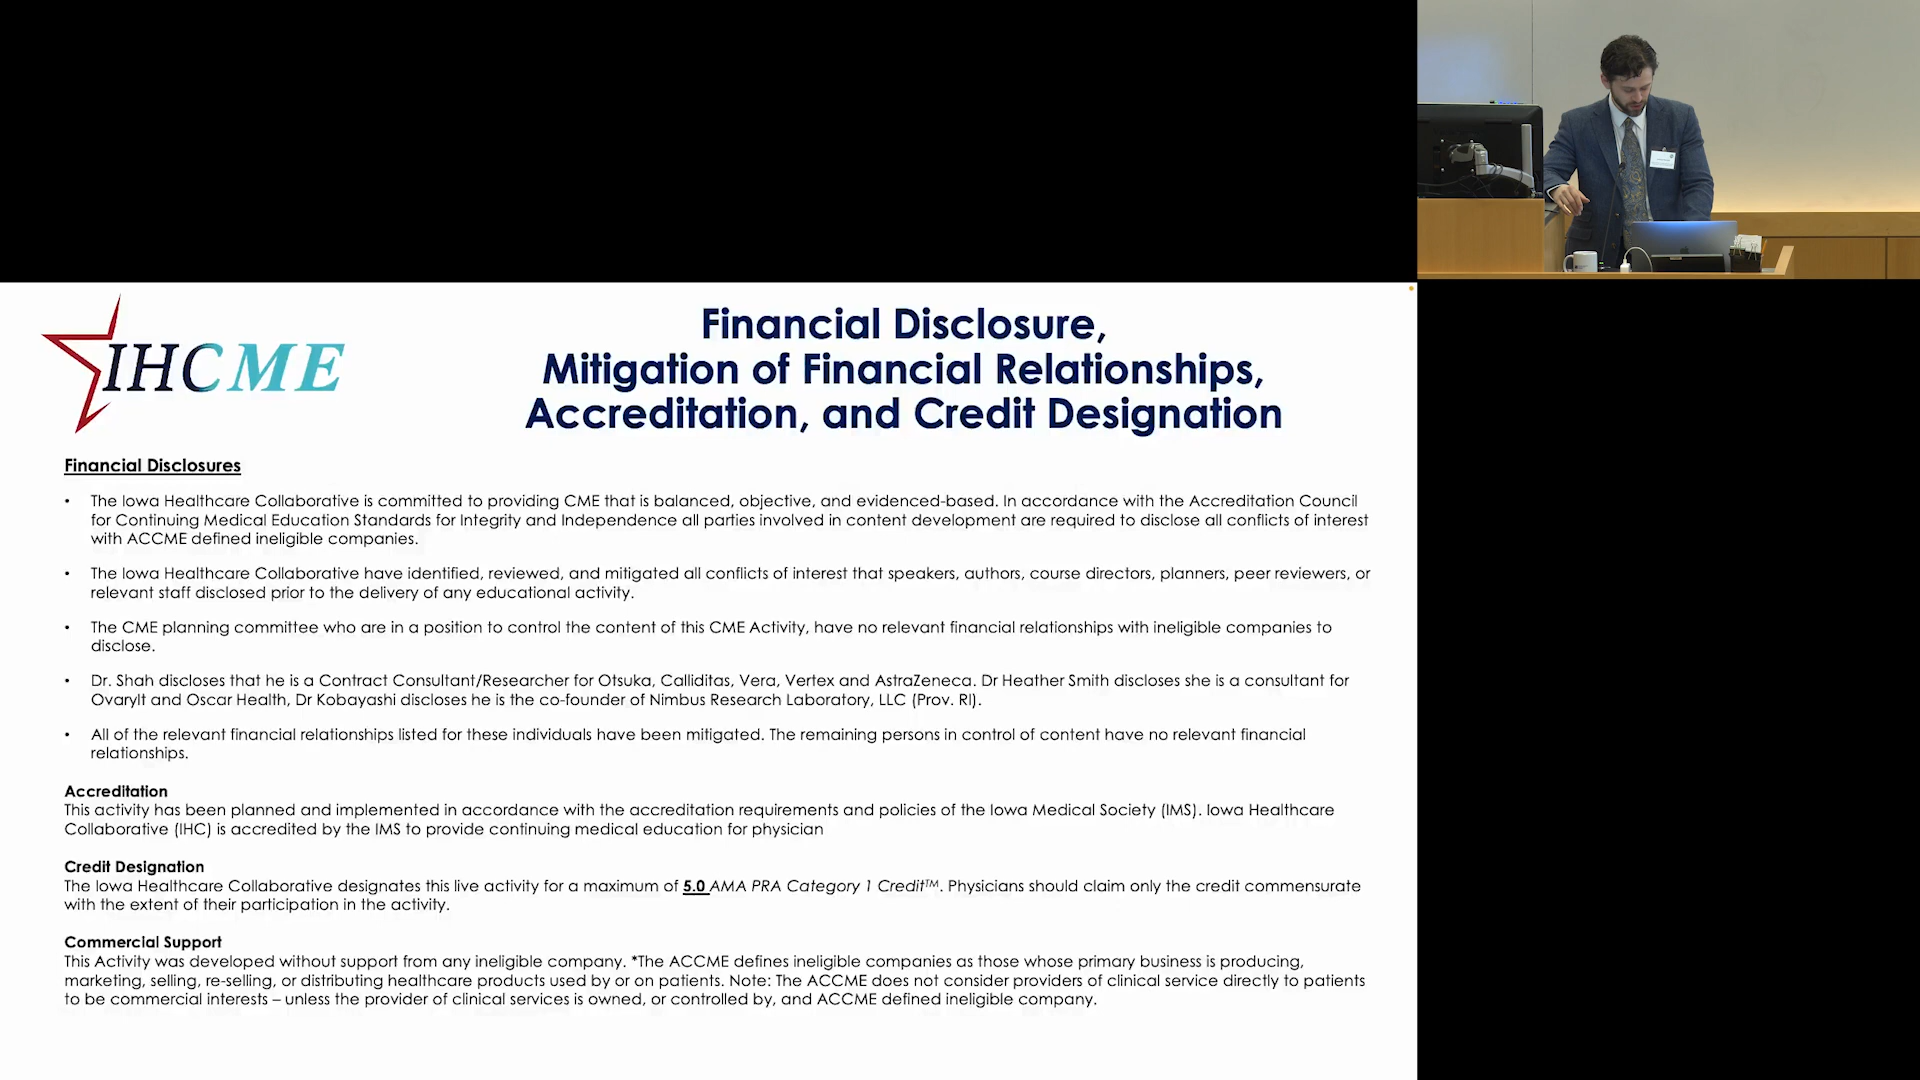 IHCME
Financial Disclosure,
Mitigation of Financial Relationships,
Accreditation, and Credit Designation
Financial Disclosures
• The Iowa Healthcare Collaborative is committed to providing CME that is balanced, objective, and evidenced-based. In accordance with the Accreditation Council
for Continuing Medical Education Standards for Integrity and Independence all parties involved in content development are required to disclose all conflicts of interest
with ACCME defined ineligible companies.
• The Iowa Healthcare Collaborative have identified, reviewed, and mitigated all conflicts of interest that speakers, authors, course directors, planners, peer reviewers, or
relevant staff disclosed prior to the delivery of any educational activity.
• The CME planning committee who are in a position to control the content of this CME Activity, have no relevant financial relationships with ineligible companies to
disclose.
• Dr. Shah discloses that he is a Contract Consultant/Researcher for Otsuka, Calliditas, Vera, Vertex and AstraZeneca. Dr Heather Smith discloses she is a consultant for
OvaryIt and Oscar Health, Dr Kobayashi discloses he is the co-founder of Nimbus Research Laboratory, LLC (Prov. RI).
• All of the relevant financial relationships listed for these individuals have been mitigated. The remaining persons in control of content have no relevant financial
relationships.
Accreditation
This activity has been planned and implemented in accordance with the accreditation requirements and policies of the Iowa Medical Society (IMS). Iowa Healthcare
Collaborative (IHC) is accredited by the IMS to provide continuing medical education for physician
Credit Designation
The Iowa Healthcare Collaborative designates this live activity for a maximum of 5.0 AMA PRA Category 1 Credit™. Physicians should claim only the credit commensurate
with the extent of their participation in the activity.
Commercial Support
This Activity was developed without support from any ineligible company. *The ACCME defines ineligible companies as those whose primary business is producing,
marketing, selling, re-selling, or distributing healthcare products used by or on patients. Note: The ACCME does not consider providers of clinical service directly to patients
to be commercial interests – unless the provider of clinical services is owned, or controlled by, and ACCME defined ineligible company.